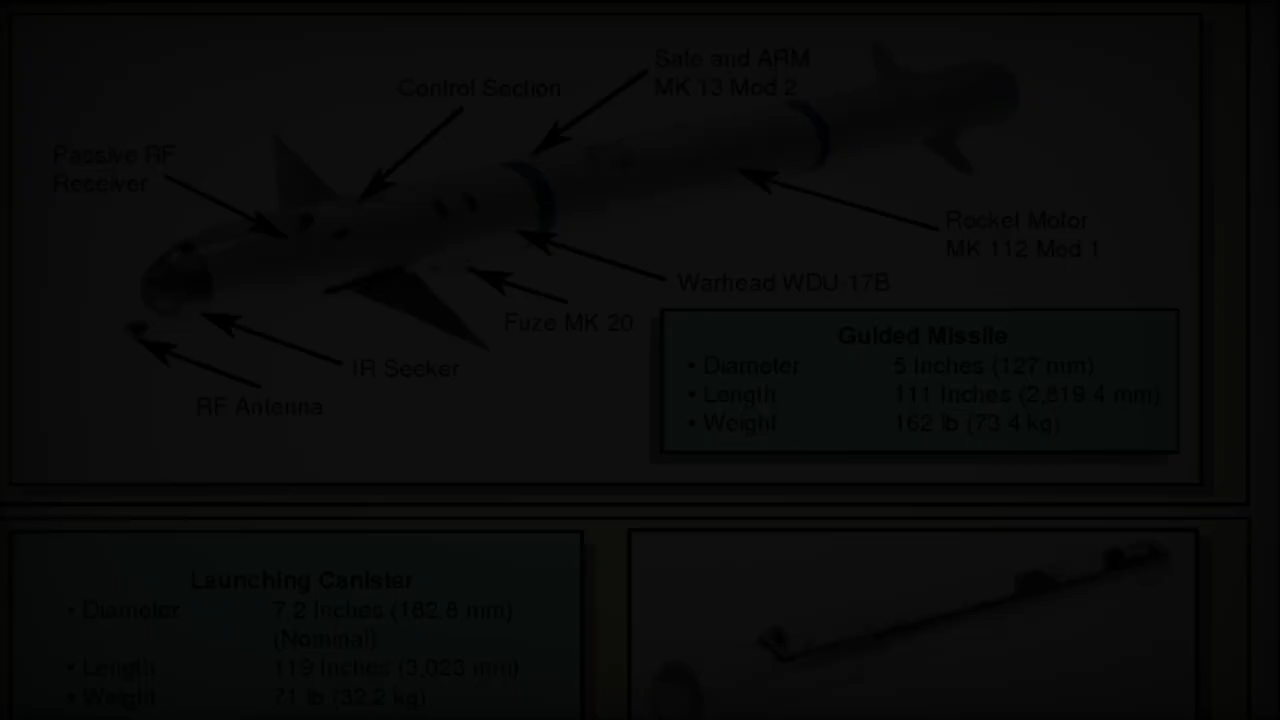 Safe and ARM
MK 13 Mod 2
Control Section
Passive RF
Receiver
Rocket Motor
MK 112 Mod 1
Warhead WDU-17B
Fuze MK 20
IR Seeker
RF Antenna
Guided Missile
• Diameter 5 Inches (127 mm)
• Length 111 Inches (2,819.4 mm)
• Weight 162 lb (73.4 kg)
Launching Canister
• Diameter 7.2 Inches (182.8 mm)
(Nominal)
• Length 119 Inches (3,023 mm)
• Weight 71 lb (32.2 kg)